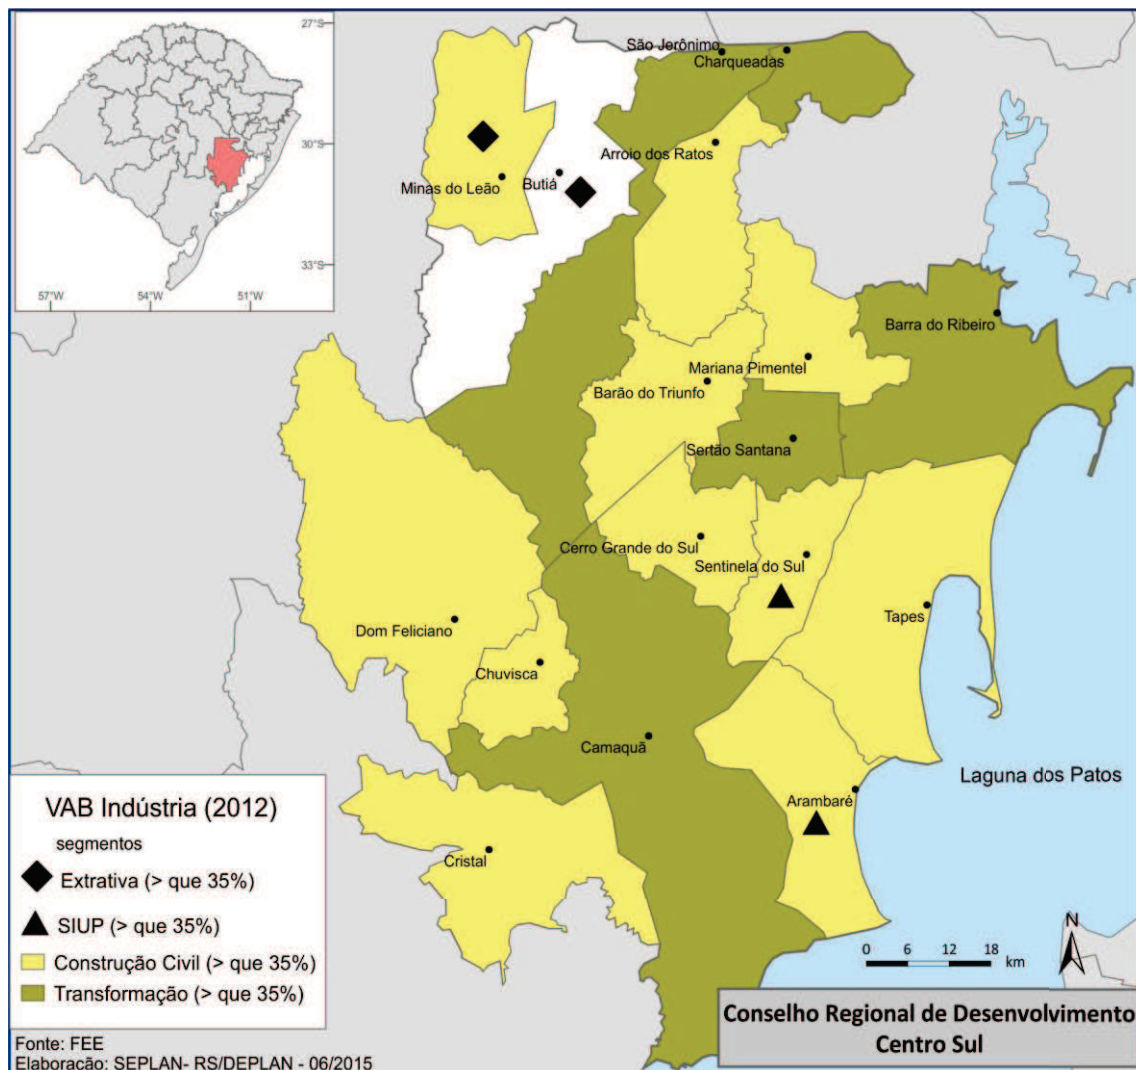 27°S
30°S
33°S
57°W
54°W
51°W
São Jerônimo
Charqueadas
Arroio dos Ratos
Minas do Leão
Butiá
Barra do Ribeiro
Mariana Pimentel
Barão do Triunfo
Sertão Santana
Cerro Grande do Sul
Sentinela do Sul
Tapes
Dom Feliciano
Chuvisca
Camaquã
Laguna dos Patos
Arambaré
Cristal
VAB Indústria (2012)
segmentos
Extrativa (> que 35%)
SIUP (> que 35%)
Construção Civil (> que 35%)
Transformação (> que 35%)
N
0 6 12 18
km
Conselho Regional de Desenvolvimento
Centro Sul
Fonte: FEE
Elaboração: SEPLAN- RS/DEPLAN - 06/2015